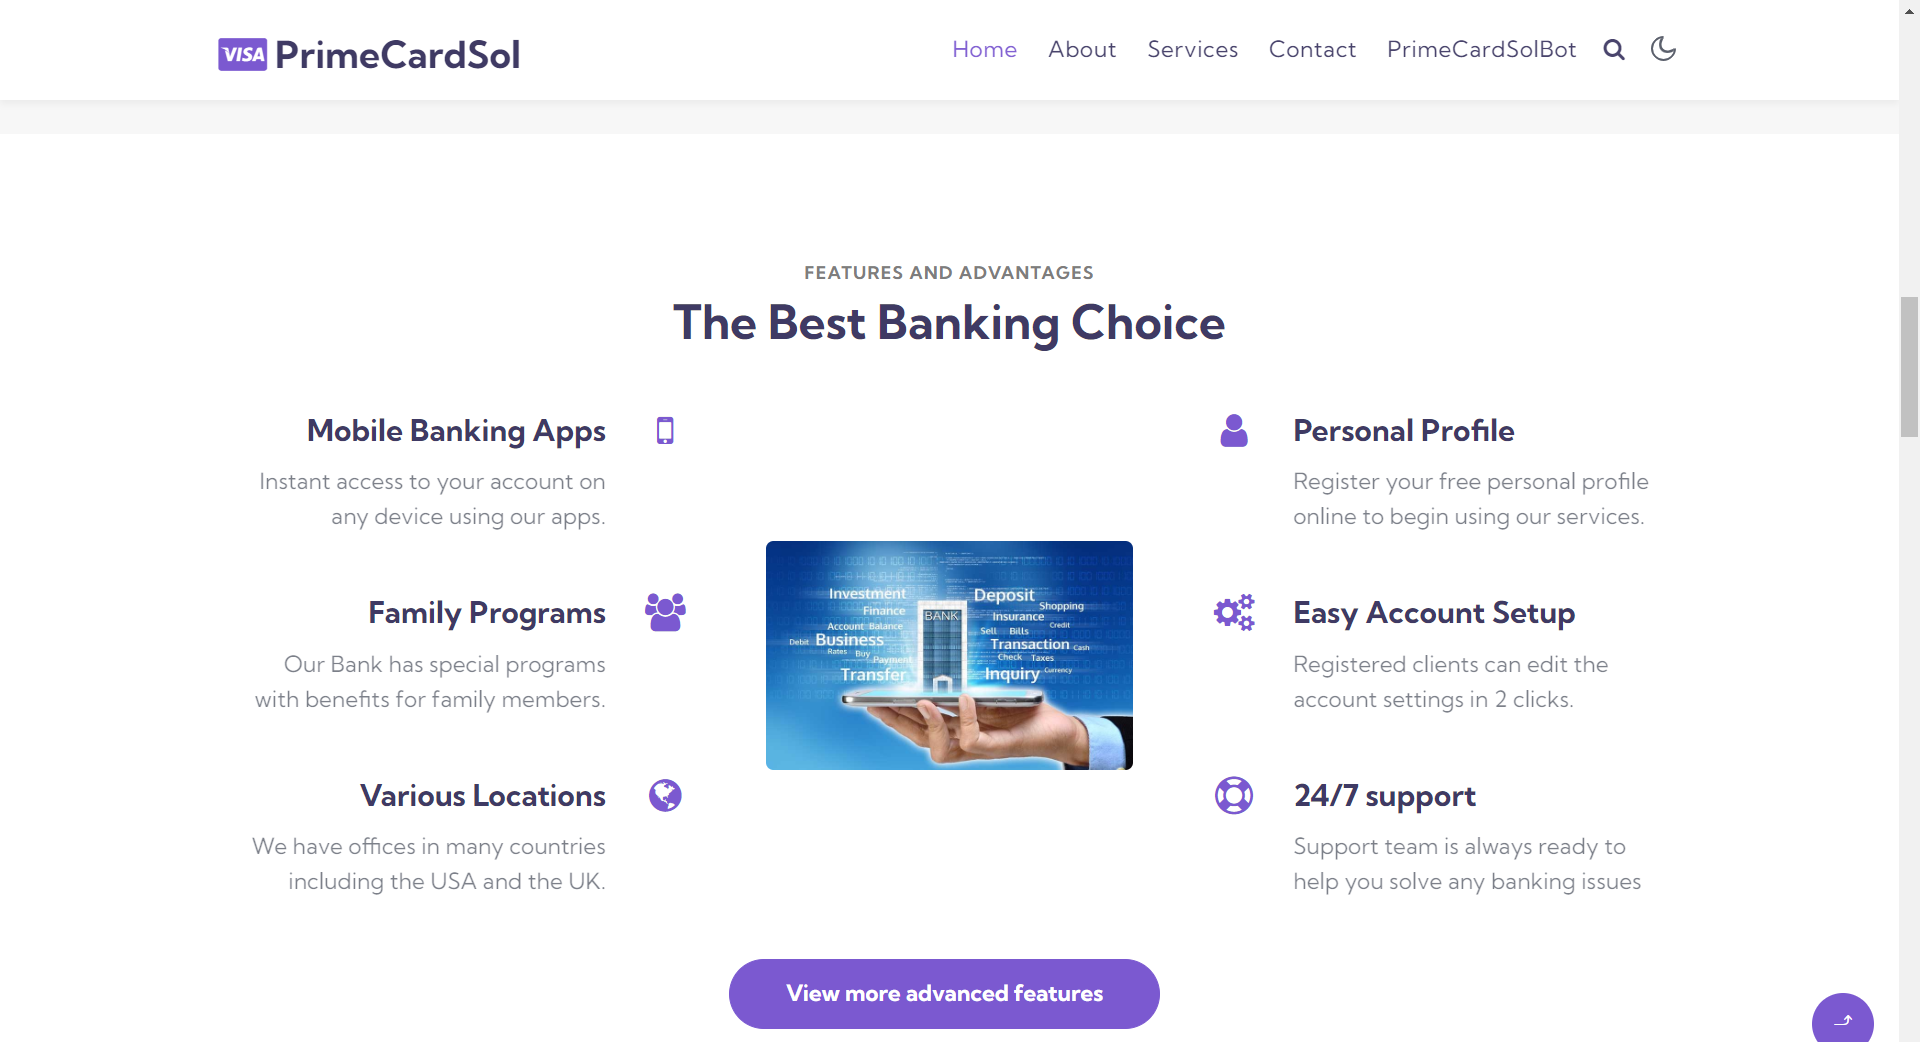 VISA PrimeCardSol
Home About Services Contact PrimeCardSolBot
FEATURES AND ADVANTAGES
The Best Banking Choice
Mobile Banking Apps
Instant access to your account on
any device using our apps.
Family Programs
Our Bank has special programs
with benefits for family members.
Various Locations
We have offices in many countries
including the USA and the UK.
Investment
Finance
Account Balance
Debit Business
Rates Buy
Payment
Transfer
BANK
Deposit
Shopping
Insurance
Credit
Sell Bills
Transaction Cash
Check Taxes
Inquiry Currency
Personal Profile
Register your free personal profile
online to begin using our services.
Easy Account Setup
Registered clients can edit the
account settings in 2 clicks.
24/7 support
Support team is always ready to
help you solve any banking issues
View more advanced features